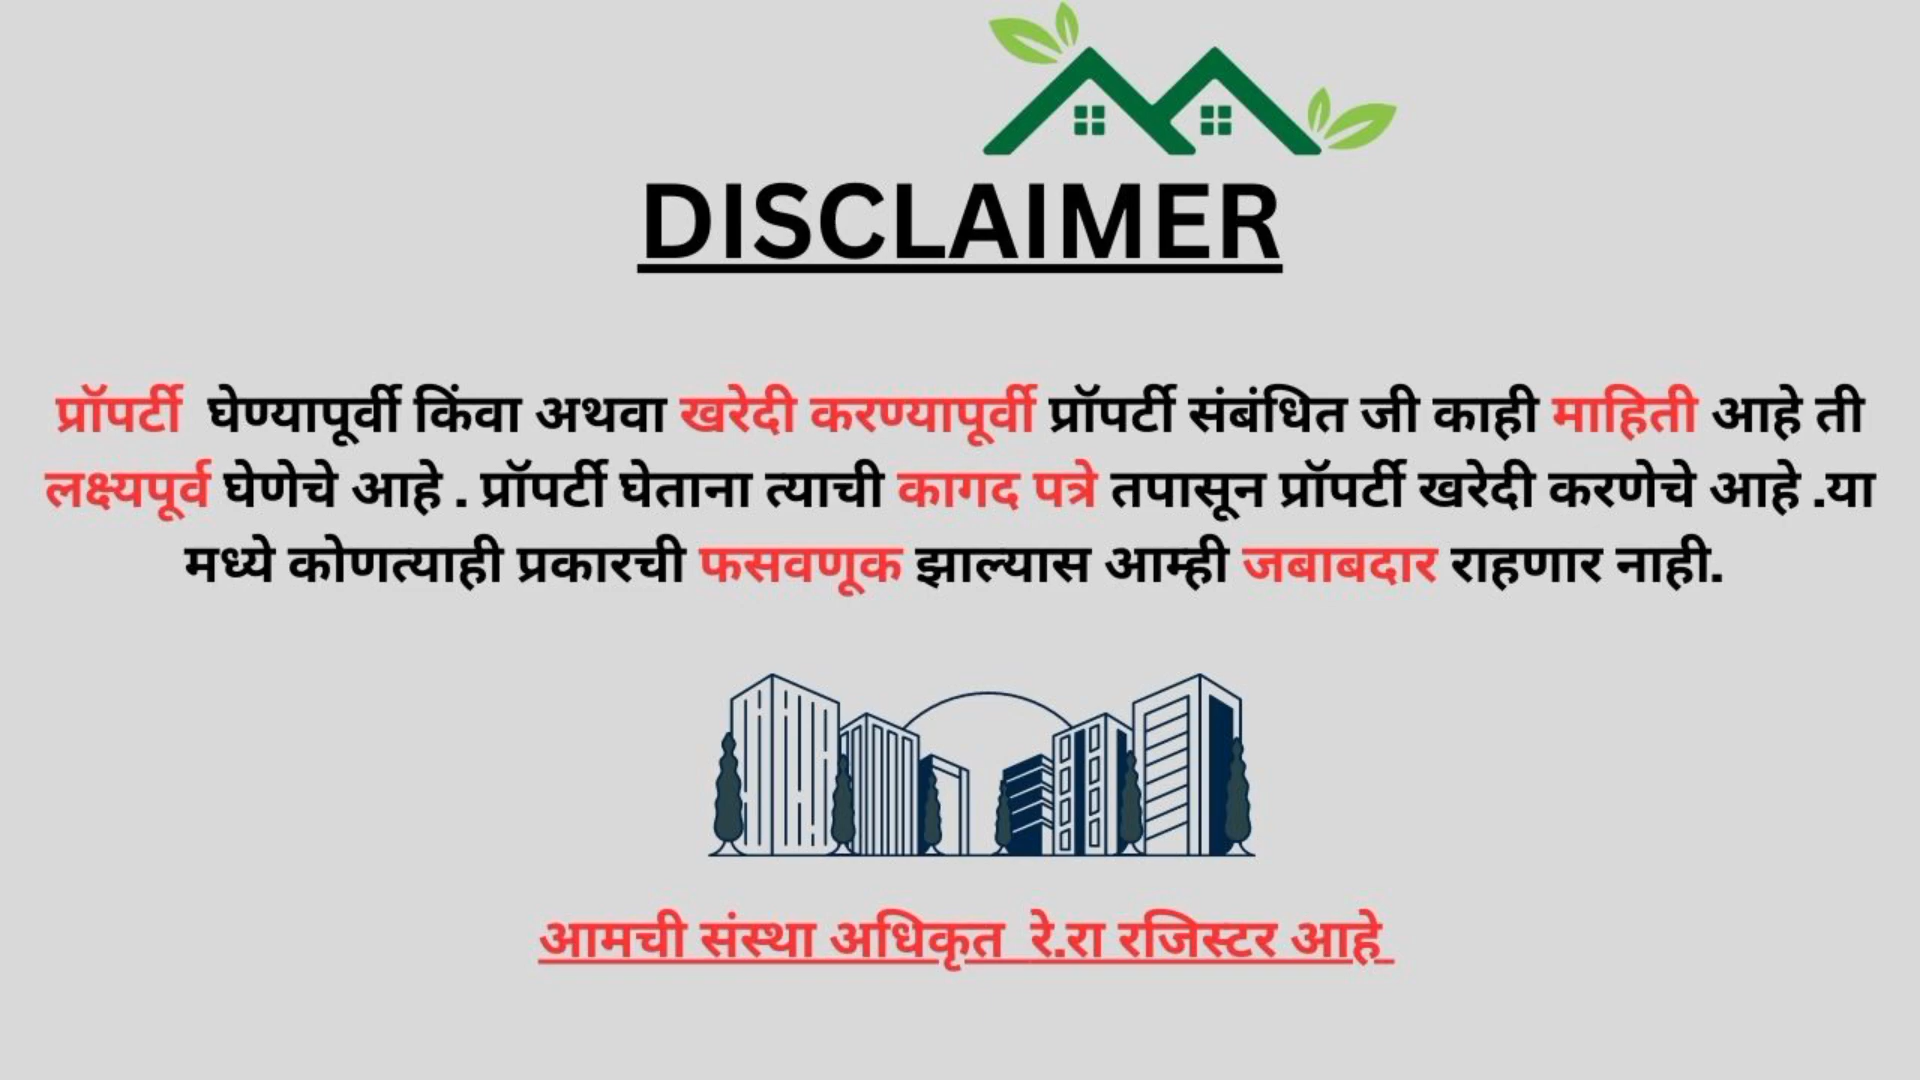 DISCLAIMER
प्रॉपर्टी घेण्यापूर्वी किंवा अथवा खरेदी करण्यापूर्वी प्रॉपर्टी संबंधित जी काही माहिती आहे ती
लक्ष्यपूर्व घेणेचे आहे . प्रॉपर्टी घेताना त्याची कागद पत्रे तपासून प्रॉपर्टी खरेदी करणेचे आहे .या
मध्ये कोणत्याही प्रकारची फसवणूक झाल्यास आम्ही जबाबदार राहणार नाही.
आमची संस्था अधिकृत रे.रा रजिस्टर आहे